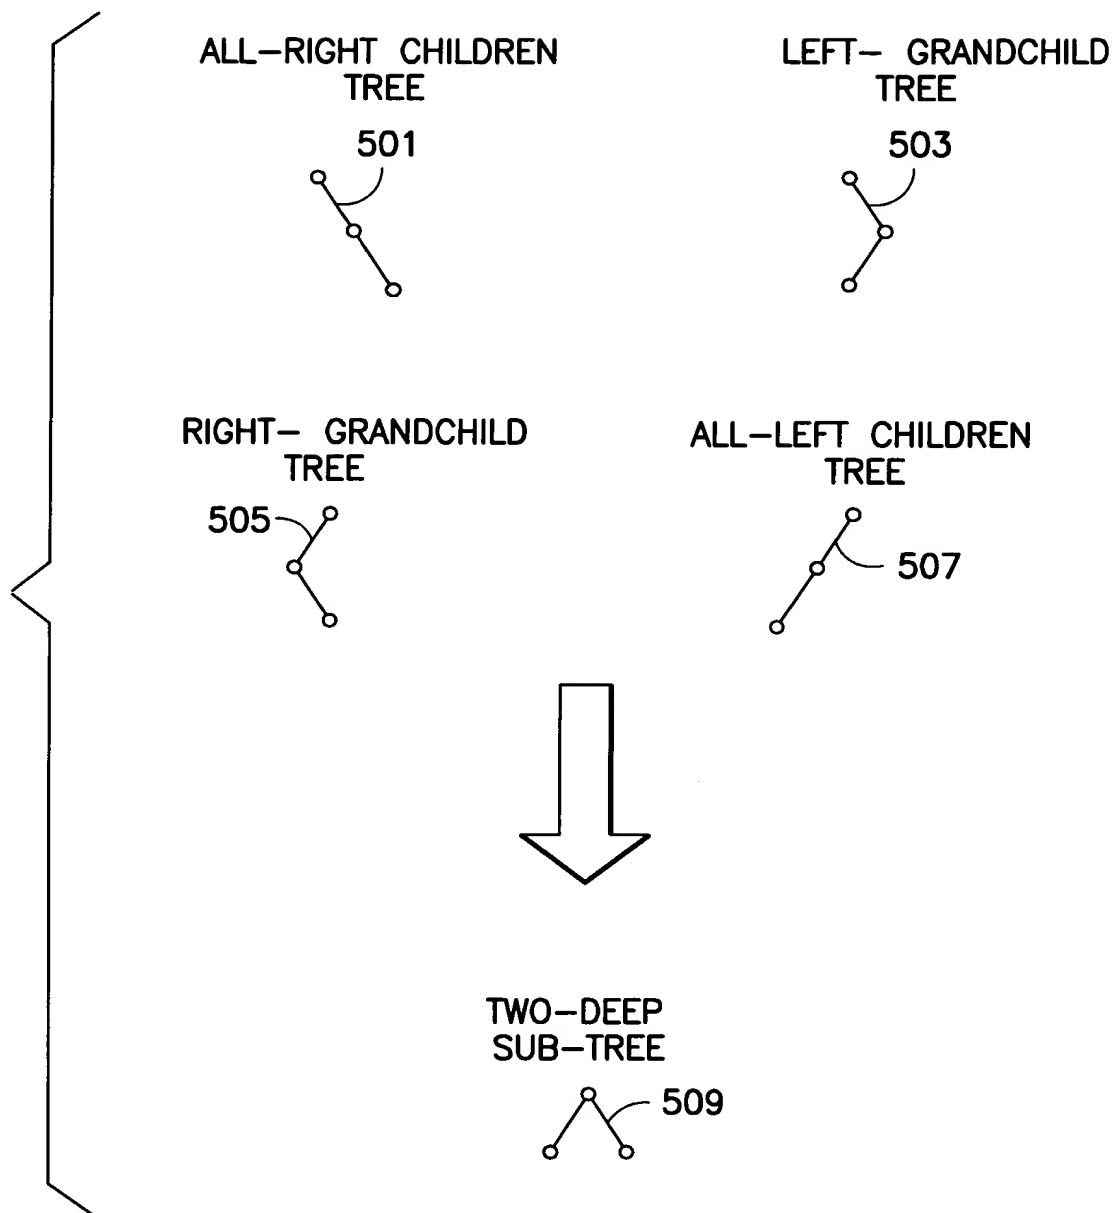 ALL-RIGHT CHILDREN
TREE
501
LEFT- GRANDCHILD
TREE
503
RIGHT- GRANDCHILD
TREE
505
ALL-LEFT CHILDREN
TREE
507
TWO-DEEP
SUB-TREE
509